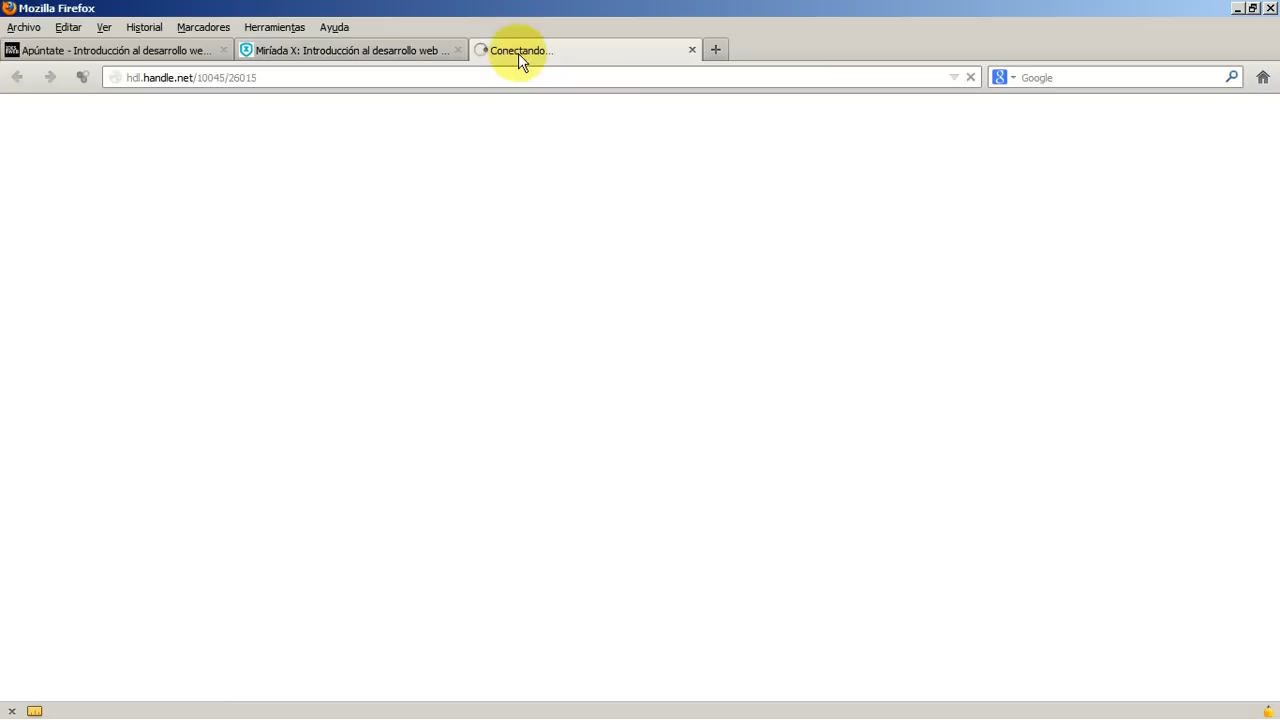 Mozilla Firefox
Archivo Editar Ver Historial Marcadores Herramientas Ayuda
Apúntate - Introducción al desarrollo we... Miríada X: Introducción al desarrollo web ... Conectando...
hdl.handle.net/10045/26015 Google